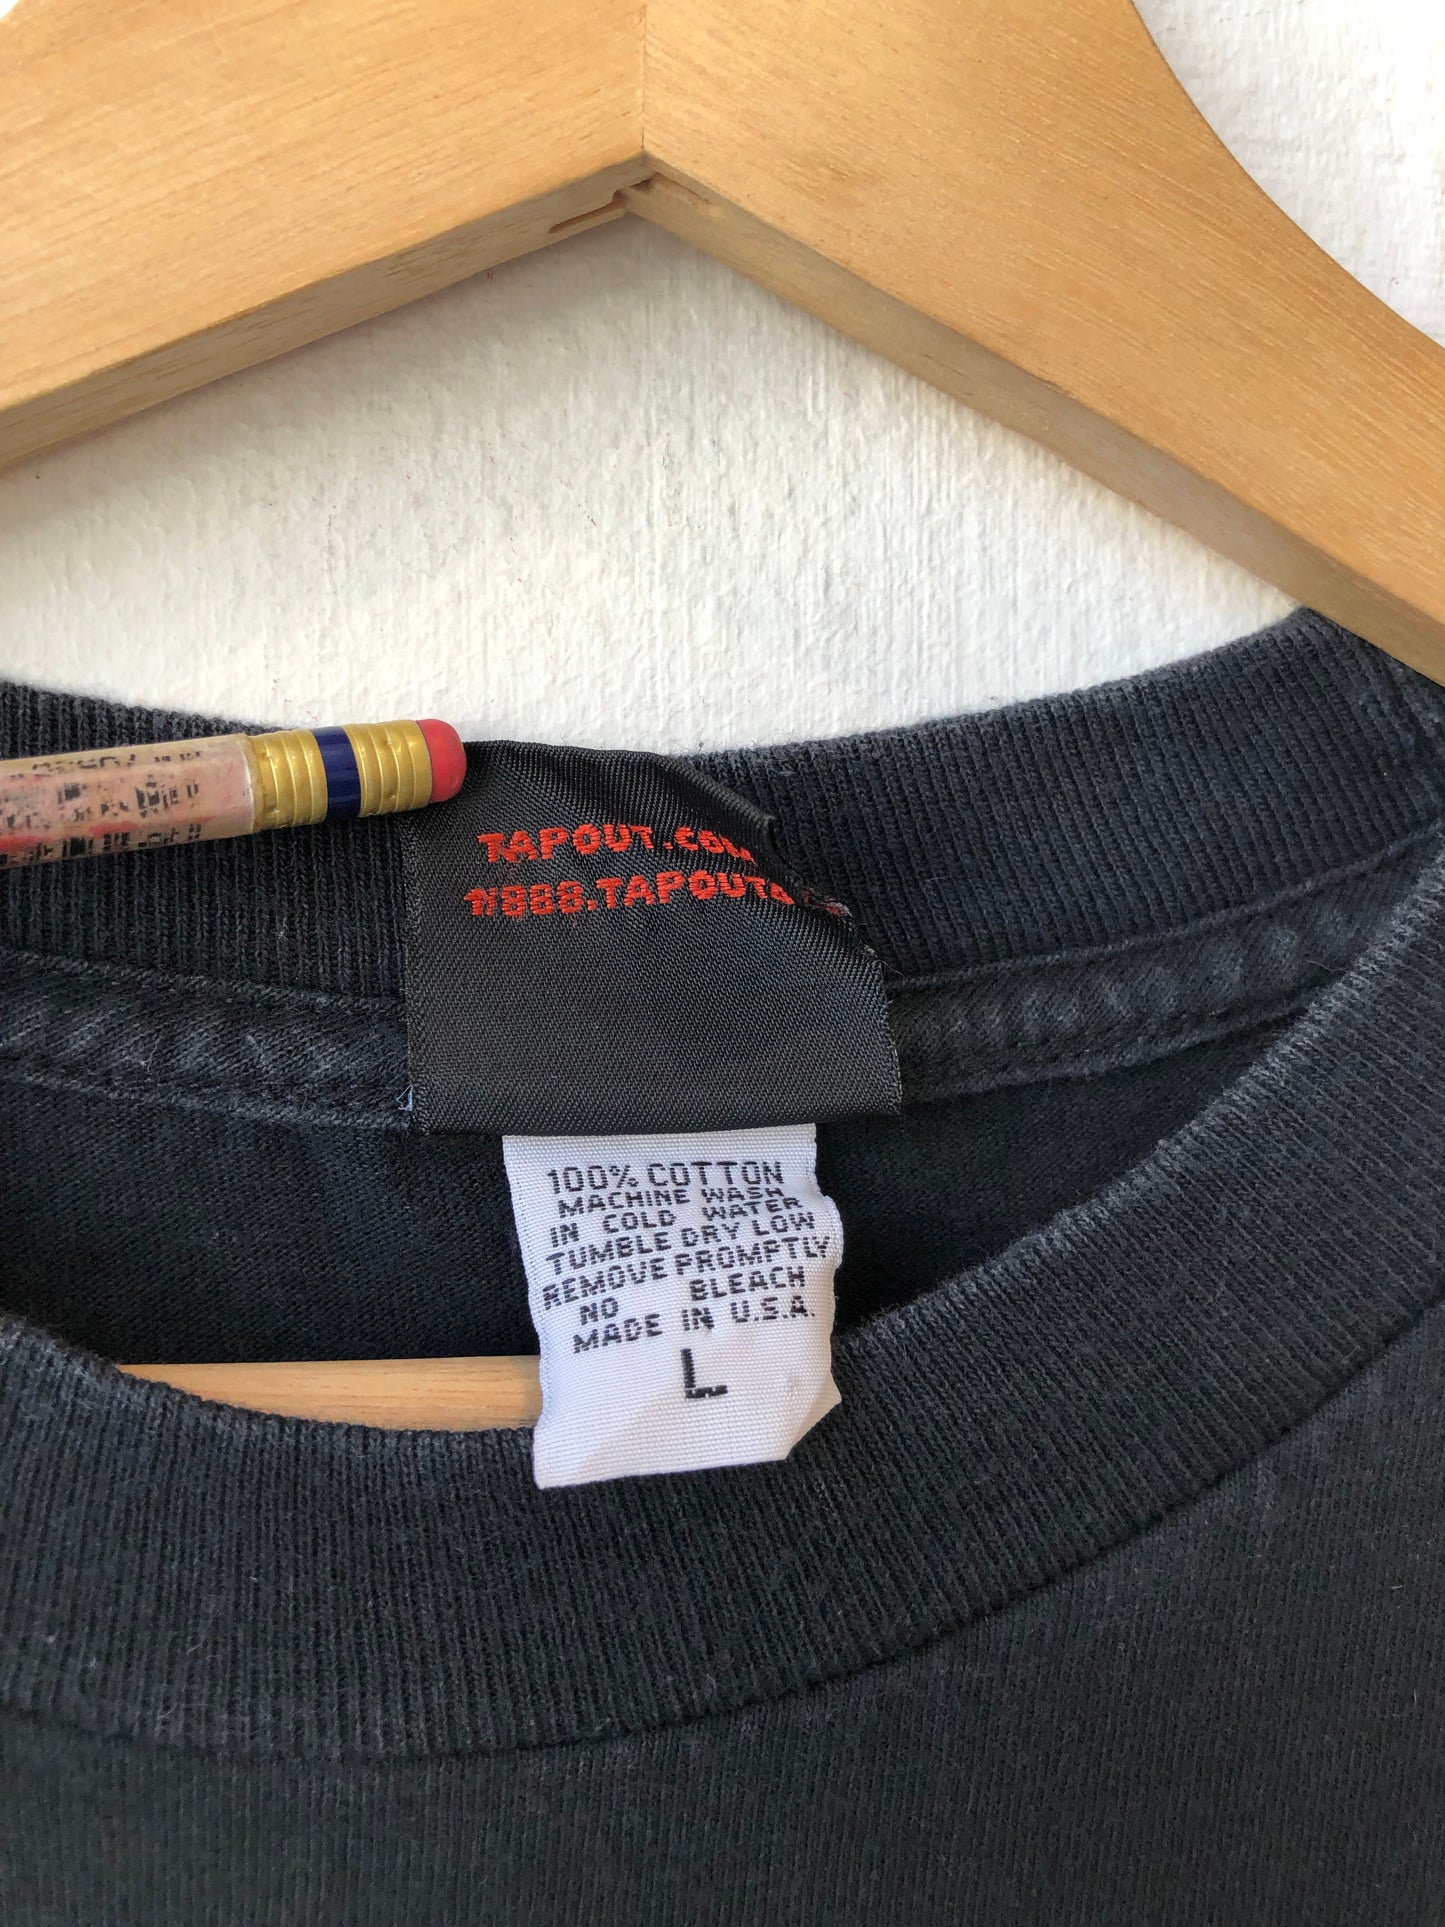 TAPOUT.COM
1/888.TAPOUT
100% COTTON
MACHINE WASH
IN COLD WATER
TUMBLE DRY LOW
REMOVE PROMPTLY
NO BLEACH
MADE IN U.S.A.
L